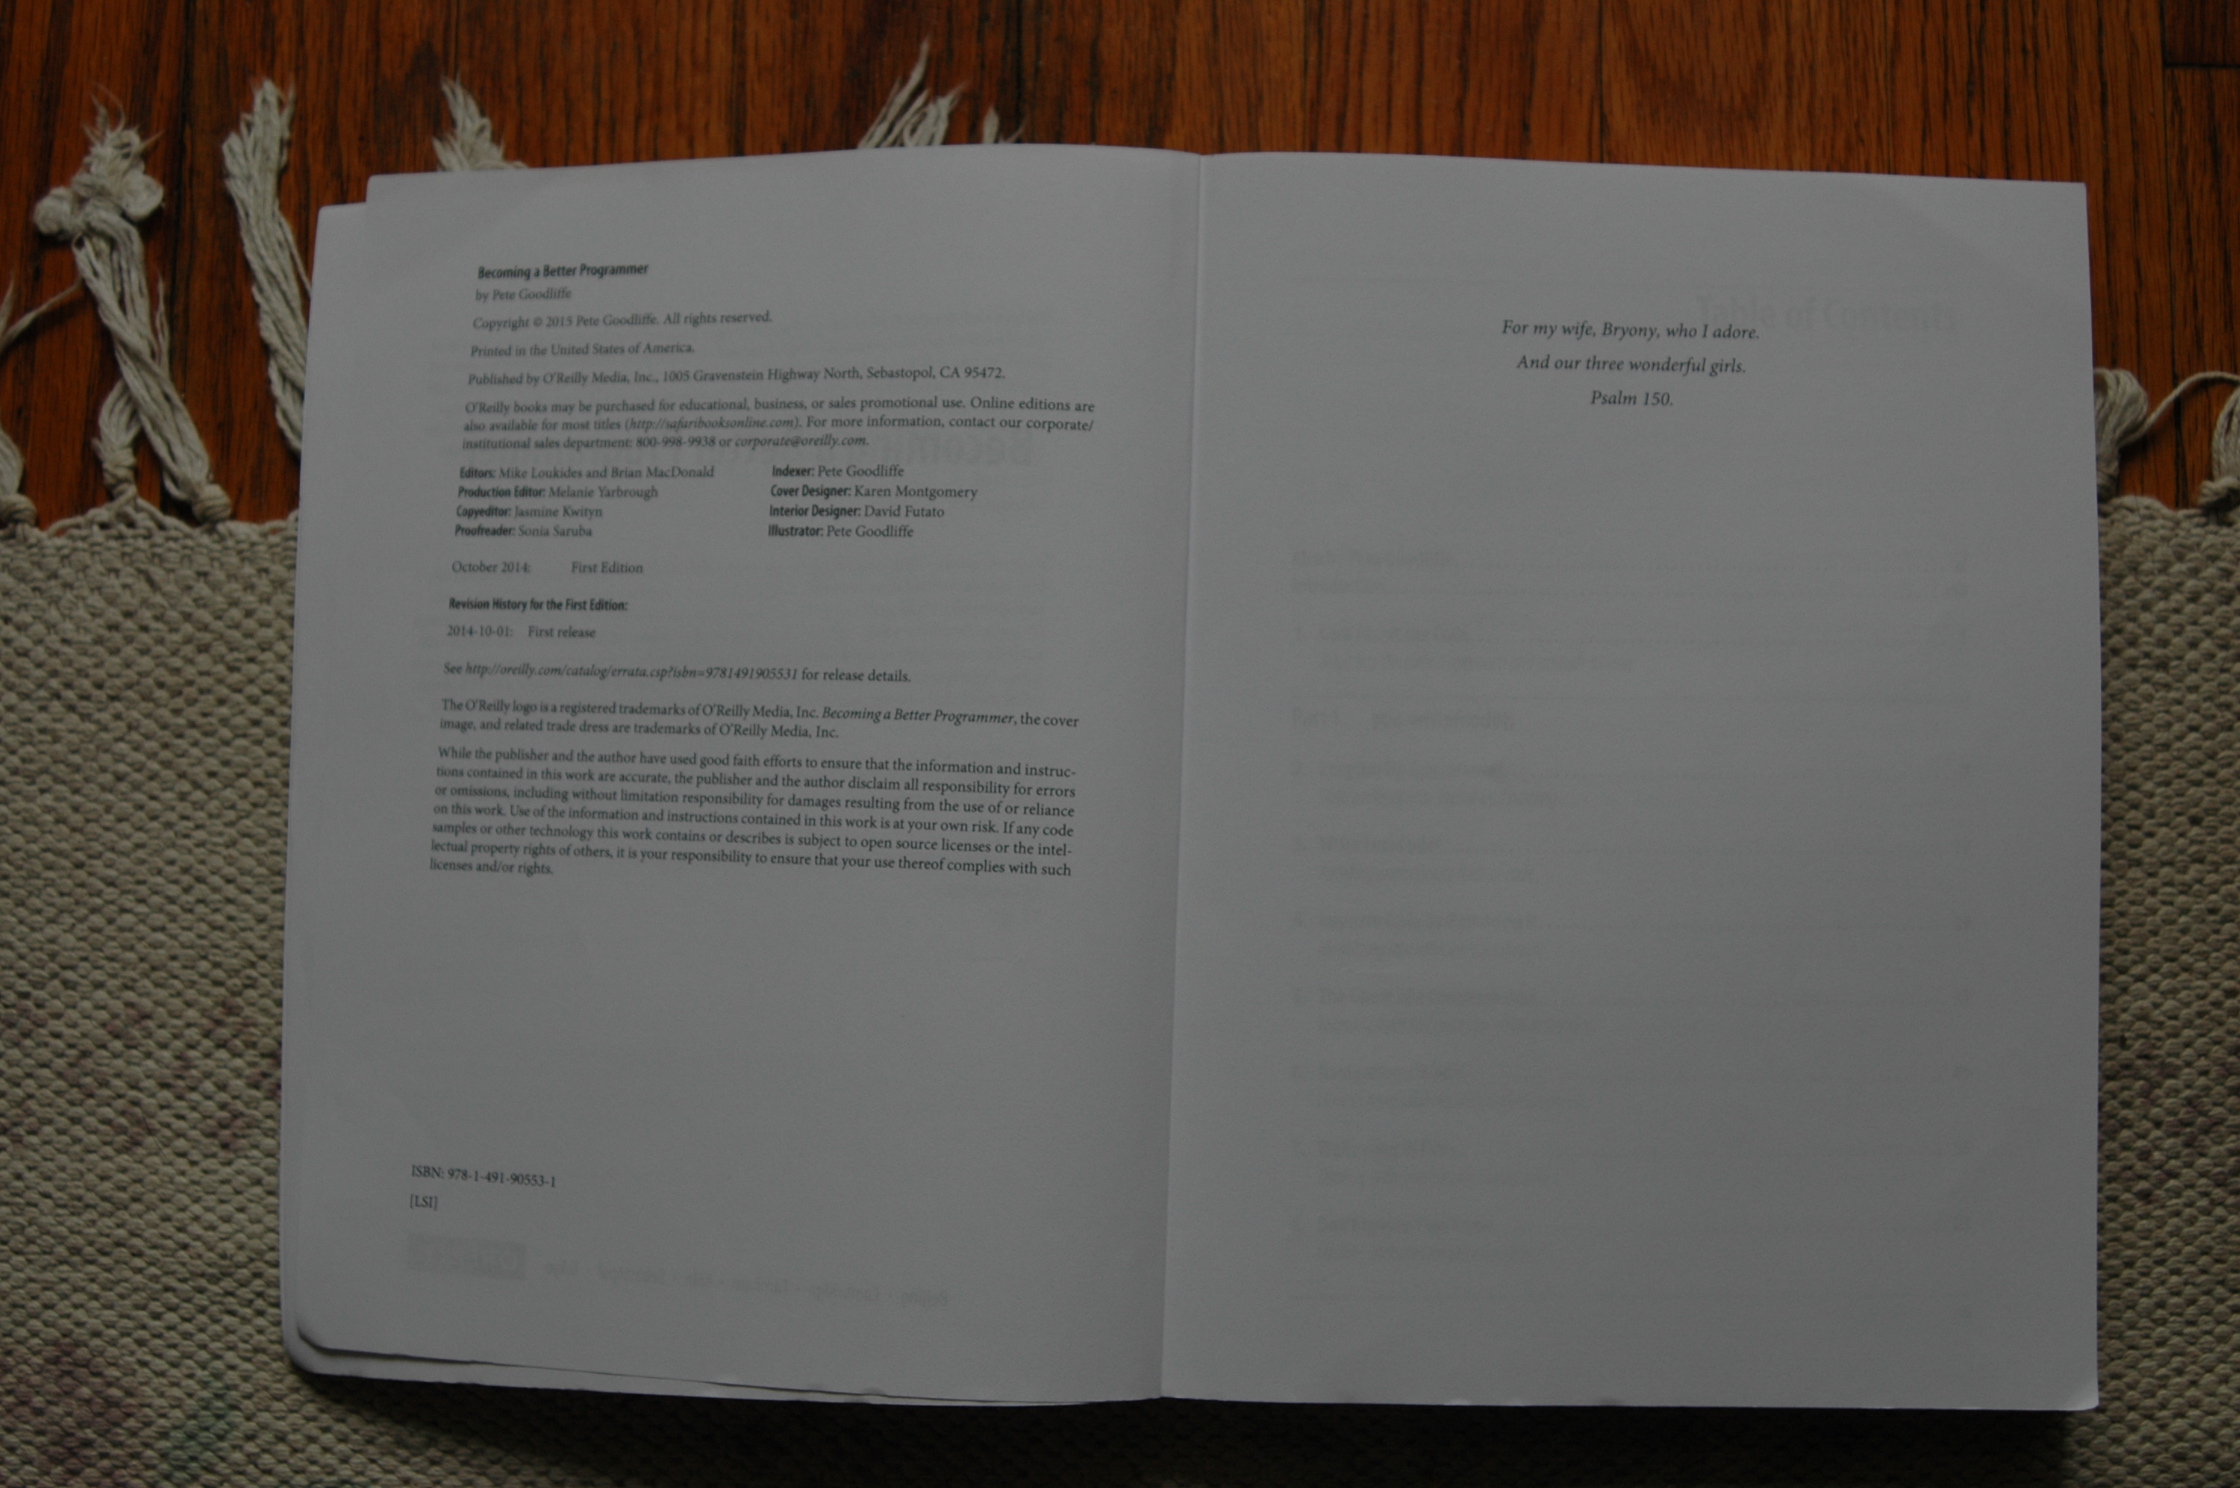 Becoming a Better Programmer
by Pete Goodliffe
Copyright © 2015 Pete Goodliffe. All rights reserved.
Printed in the United States of America.
Published by O'Reilly Media, Inc., 1005 Gravenstein Highway North, Sebastopol, CA 95472.
O'Reilly books may be purchased for educational, business, or sales promotional use. Online editions are
also available for most titles (http://safaribooksonline.com). For more information, contact our corporate/
institutional sales department: 800-998-9938 or corporate@oreilly.com.
Editors: Mike Loukides and Brian MacDonald
Production Editor: Melanie Yarbrough
Copyeditor: Jasmine Kwityn
Proofreader: Sonia Saruba
Indexer: Pete Goodliffe
Cover Designer: Karen Montgomery
Interior Designer: David Futato
Illustrator: Pete Goodliffe
October 2014: First Edition
Revision History for the First Edition:
2014-10-01: First release
See http://oreilly.com/catalog/errata.csp?isbn=9781491905531 for release details.
The O'Reilly logo is a registered trademarks of O'Reilly Media, Inc. Becoming a Better Programmer, the cover
image, and related trade dress are trademarks of O'Reilly Media, Inc.
While the publisher and the author have used good faith efforts to ensure that the information and instruc-
tions contained in this work are accurate, the publisher and the author disclaim all responsibility for errors
or omissions, including without limitation responsibility for damages resulting from the use of or reliance
on this work. Use of the information and instructions contained in this work is at your own risk. If any code
samples or other technology this work contains or describes is subject to open source licenses or the intel-
lectual property rights of others, it is your responsibility to ensure that your use thereof complies with such
licenses and/or rights.
ISBN: 978-1-491-90553-1
[LSI]
For my wife, Bryony, who I adore.
And our three wonderful girls.
Psalm 150.